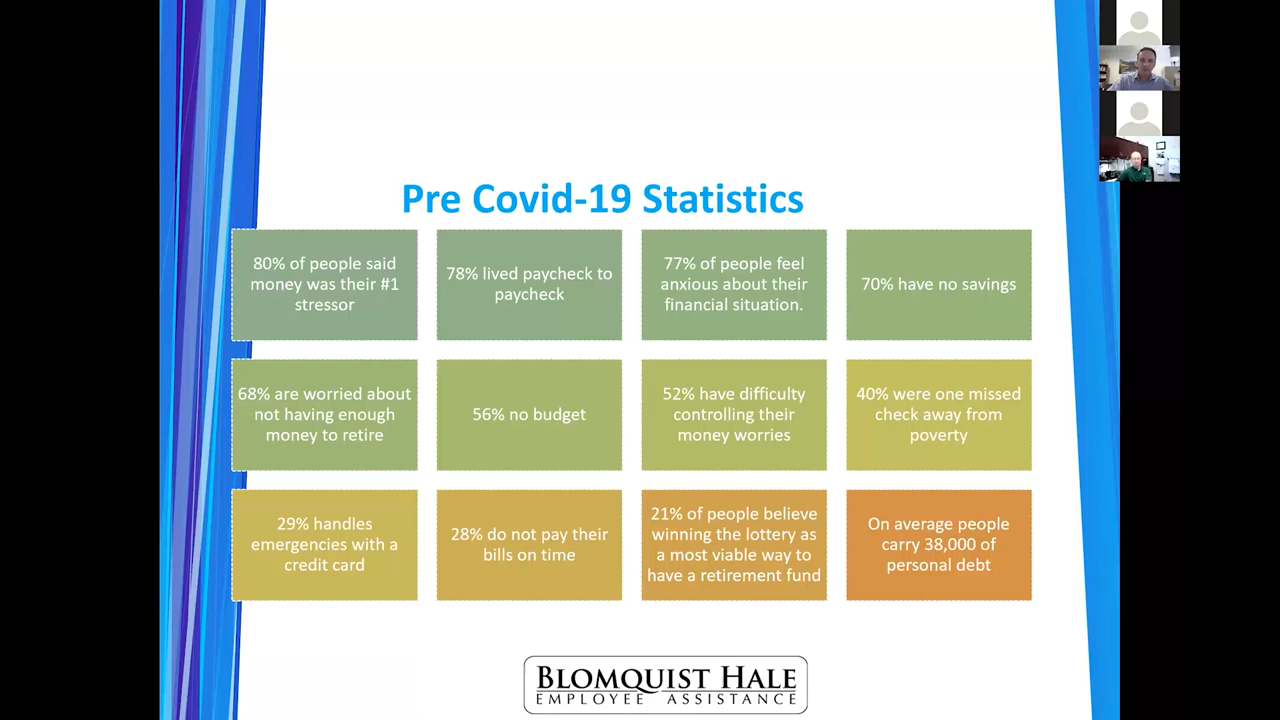 Pre Covid-19 Statistics
80% of people said
money was their #1
stressor
78% lived paycheck to
paycheck
77% of people feel
anxious about their
financial situation.
70% have no savings
68% are worried about
not having enough
money to retire
56% no budget
52% have difficulty
controlling their
money worries
40% were one missed
check away from
poverty
29% handles
emergencies with a
credit card
28% do not pay their
bills on time
21% of people believe
winning the lottery as
a most viable way to
have a retirement fund
On average people
carry 38,000 of
personal debt
BLOMQUIST HALE
EMPLOYEE ASSISTANCE